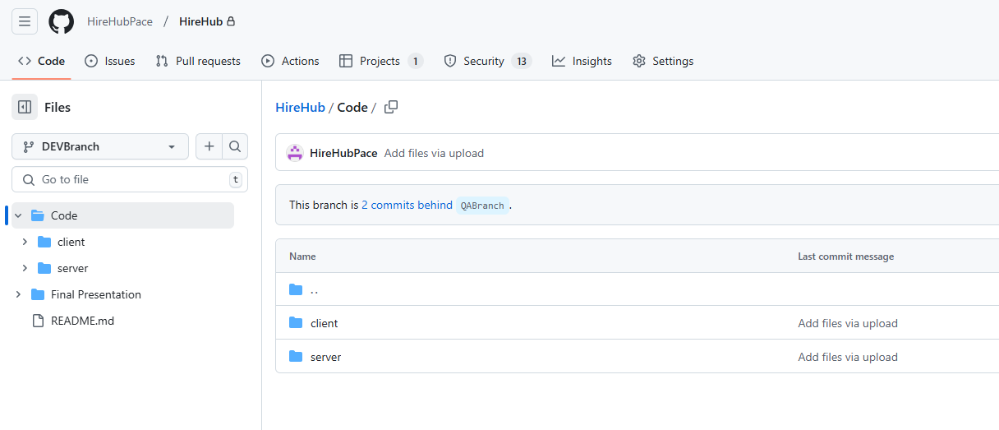 HireHubPace / HireHub
Code Issues Pull requests Actions Projects 1 Security 13 Insights Settings
Files
HireHub / Code /
DEVBranch
HireHubPace Add files via upload
Go to file t
This branch is 2 commits behind QABranch .
Code
client
server
Final Presentation
README.md
Name Last commit message
..
client Add files via upload
server Add files via upload